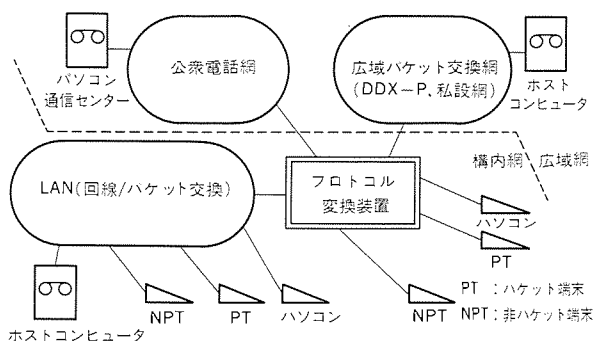 パソコン
通信センター
公衆電話網
広域パケット交換網
(DDX-P、私設網)
ホスト
コンピュータ
構内網
広域網
LAN(回線/パケット交換)
プロトコル
変換装置
パソコン
PT
ホストコンピュータ
NPT
PT
パソコン
NPT
PT :パケット端末
NPT:非パケット端末